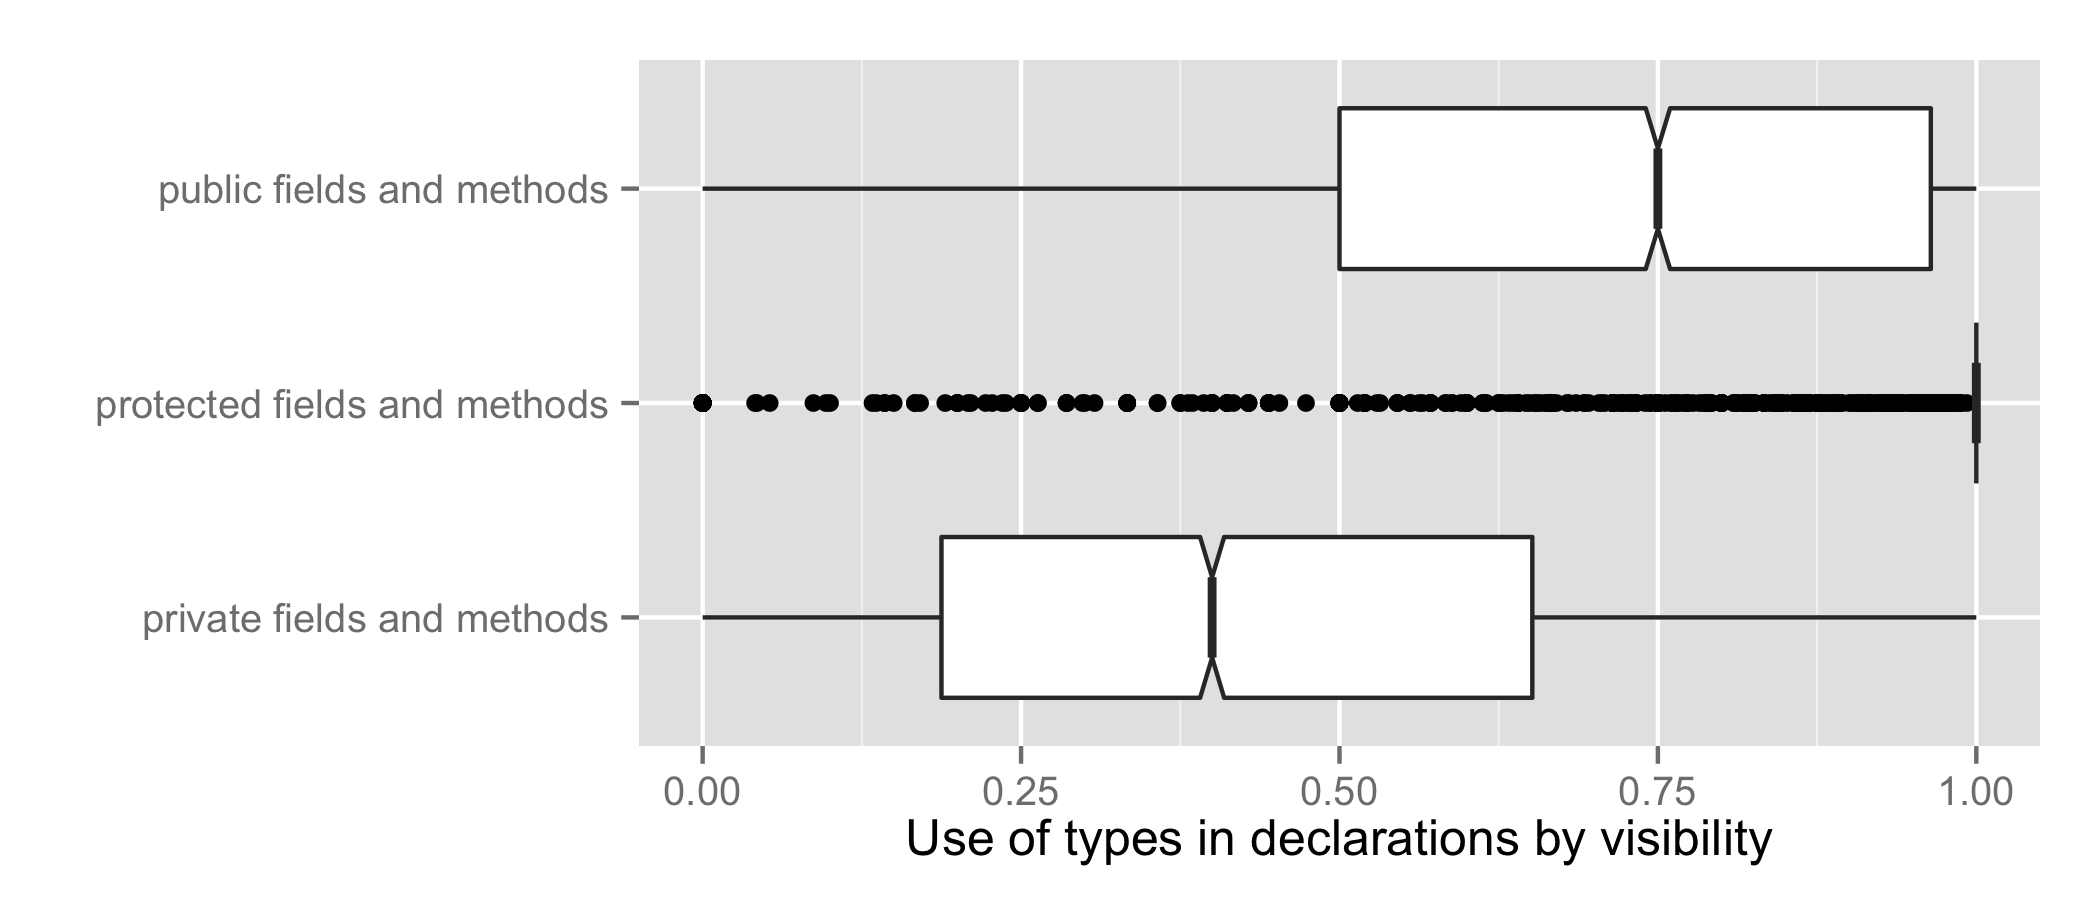 public fields and methods
protected fields and methods
private fields and methods
0.00 0.25 0.50 0.75 1.00
Use of types in declarations by visibility